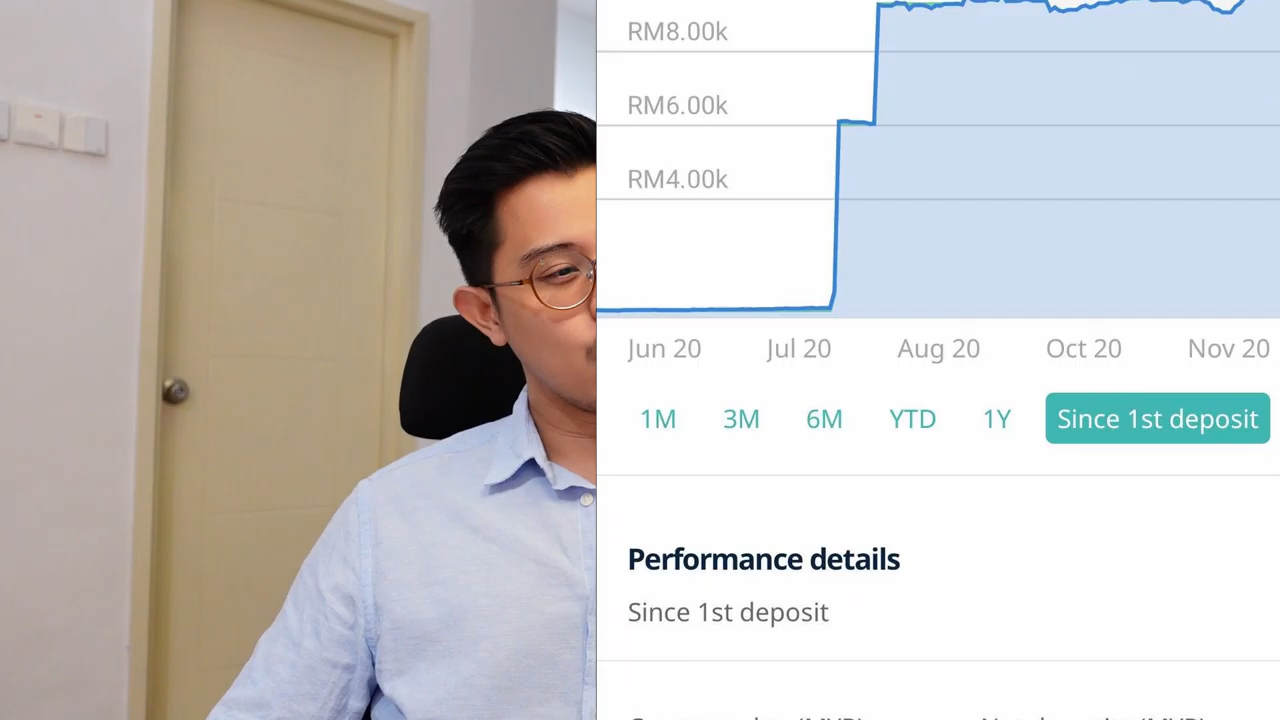 RM8.00k
RM6.00k
RM4.00k
Jun 20 Jul 20 Aug 20 Oct 20 Nov 20
1M 3M 6M YTD 1Y Since 1st deposit
Performance details
Since 1st deposit